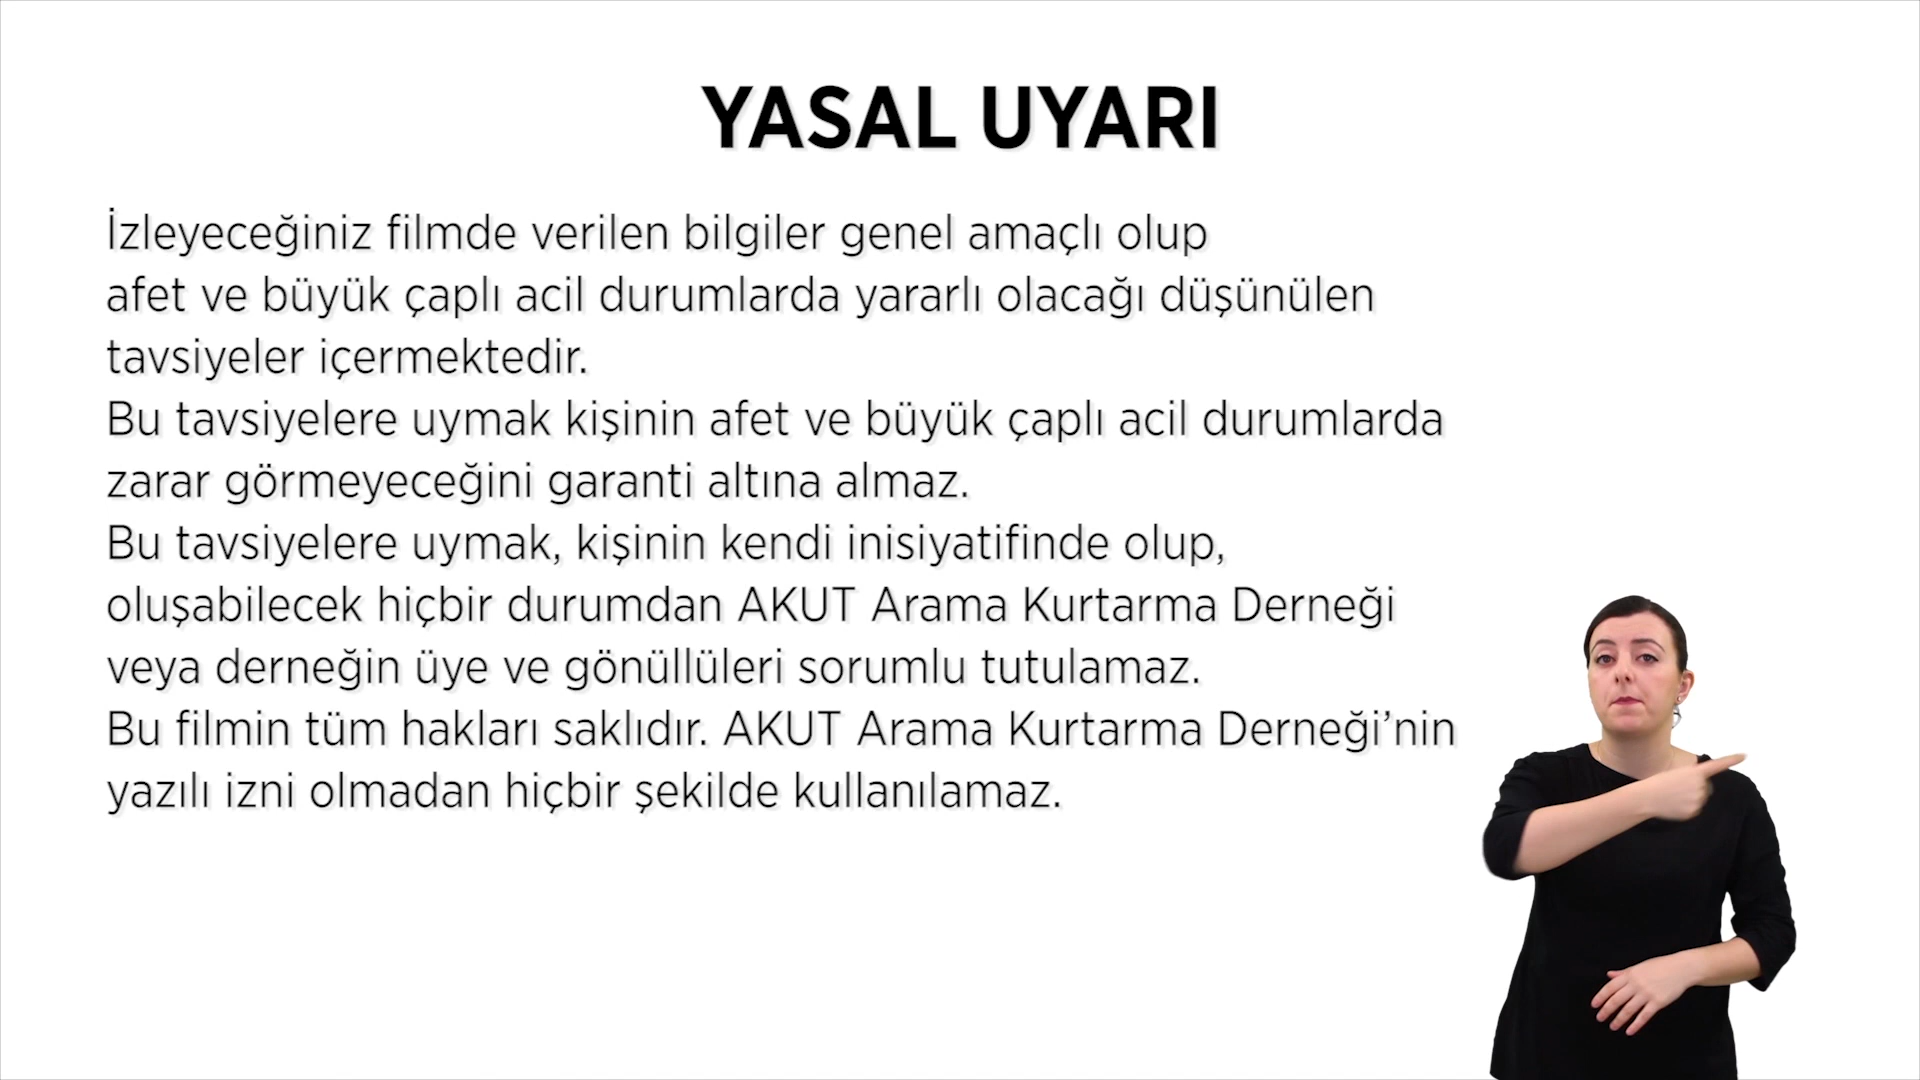 YASAL UYARI
İzleyeceğiniz filmde verilen bilgiler genel amaçlı olup
afet ve büyük çaplı acil durumlarda yararlı olacağı düşünülen
tavsiyeler içermektedir.
Bu tavsiyelere uymak kişinin afet ve büyük çaplı acil durumlarda
zarar görmeyeceğini garanti altına almaz.
Bu tavsiyelere uymak, kişinin kendi inisiyatifinde olup,
oluşabilecek hiçbir durumdan AKUT Arama Kurtarma Derneği
veya derneğin üye ve gönüllüleri sorumlu tutulamaz.
Bu filmin tüm hakları saklıdır. AKUT Arama Kurtarma Derneği’nin
yazılı izni olmadan hiçbir şekilde kullanılamaz.